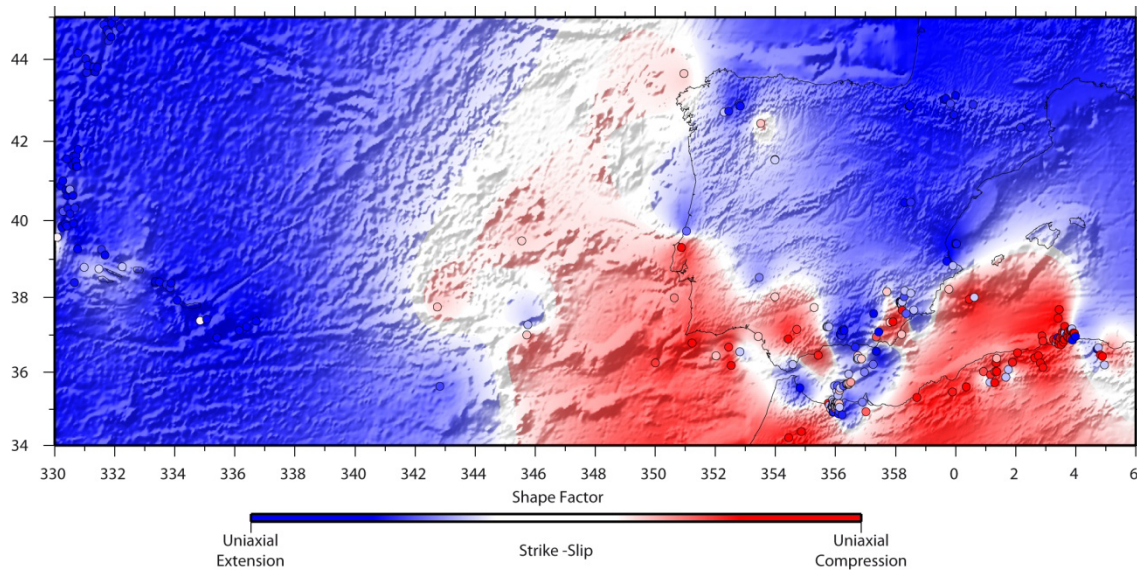 44
42
40
38
36
34
330 332 334 336 338 340 342 344 346 348 350 352 354 356 358 0 2 4 6
Shape Factor
Uniaxial Extension
Strike -Slip
Uniaxial Compression